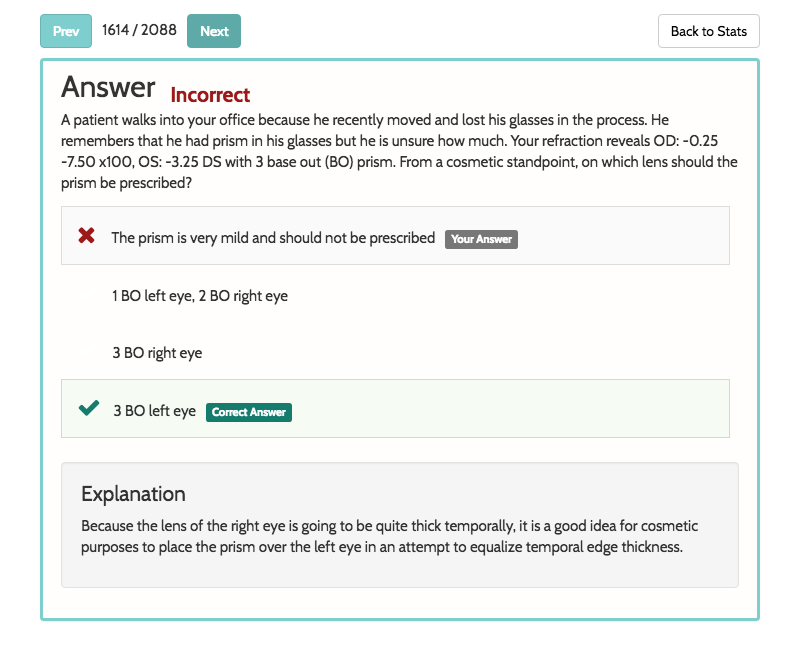 Prev 1614 / 2088 Next Back to Stats
Answer Incorrect
A patient walks into your office because he recently moved and lost his glasses in the process. He
remembers that he had prism in his glasses but he is unsure how much. Your refraction reveals OD: -0.25
-7.50 x100, OS: -3.25 DS with 3 base out (BO) prism. From a cosmetic standpoint, on which lens should the
prism be prescribed?
The prism is very mild and should not be prescribed Your Answer
1 BO left eye, 2 BO right eye
3 BO right eye
3 BO left eye Correct Answer
Explanation
Because the lens of the right eye is going to be quite thick temporally, it is a good idea for cosmetic
purposes to place the prism over the left eye in an attempt to equalize temporal edge thickness.